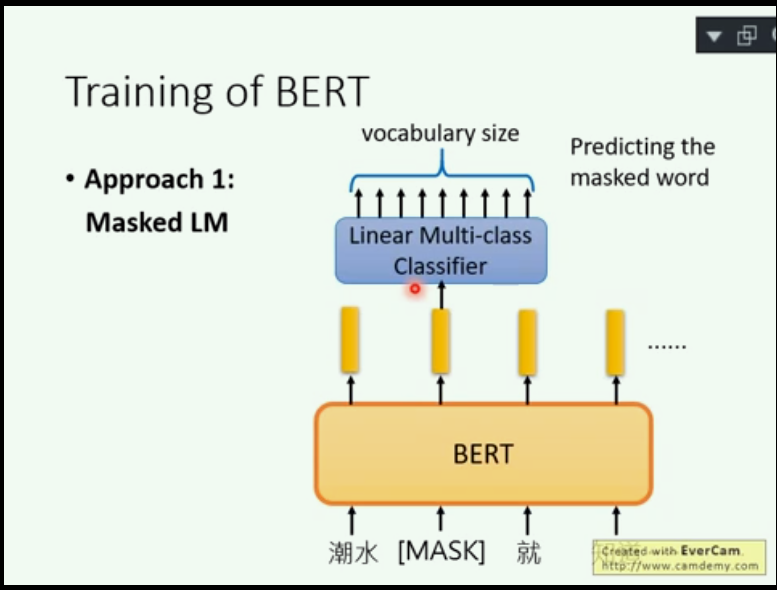 Training of BERT
• Approach 1:
Masked LM
vocabulary size
Predicting the
masked word
Linear Multi-class
Classifier
......
BERT
潮水 [MASK] 就
Created with EverCam.
http://www.camdemy.com